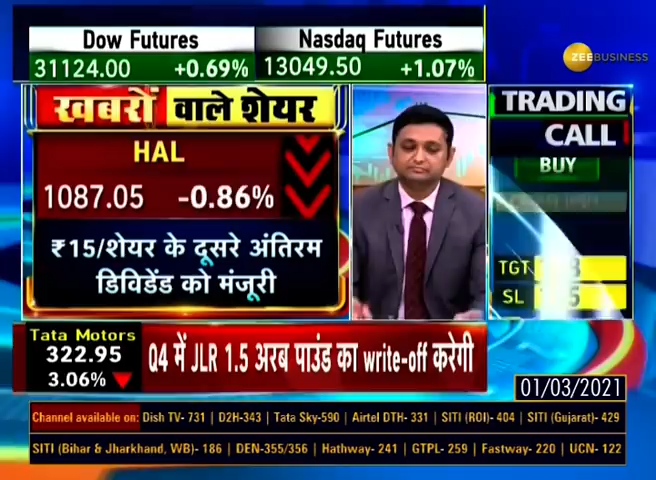 Dow Futures
31124.00 +0.69%
Nasdaq Futures
13049.50 +1.07%
ZEE BUSINESS
खबरों वाले शेयर
HAL
1087.05 -0.86%
₹15/शेयर के दूसरे अंतरिम
डिविडेंड को मंजूरी
TRADING
CALL
BUY
TGT
SL
Tata Motors
322.95
3.06%
Q4 में JLR 1.5 अरब पाउंड का write-off करेगी
01/03/2021
Channel available on: Dish TV- 731 | D2H-343 | Tata Sky-590 | Airtel DTH- 331 | SITI (ROI)- 404 | SITI (Gujarat)- 429
SITI (Bihar & Jharkhand, WB)- 186 | DEN-355/356 | Hathway- 241 | GTPL- 259 | Fastway- 220 | UCN- 122